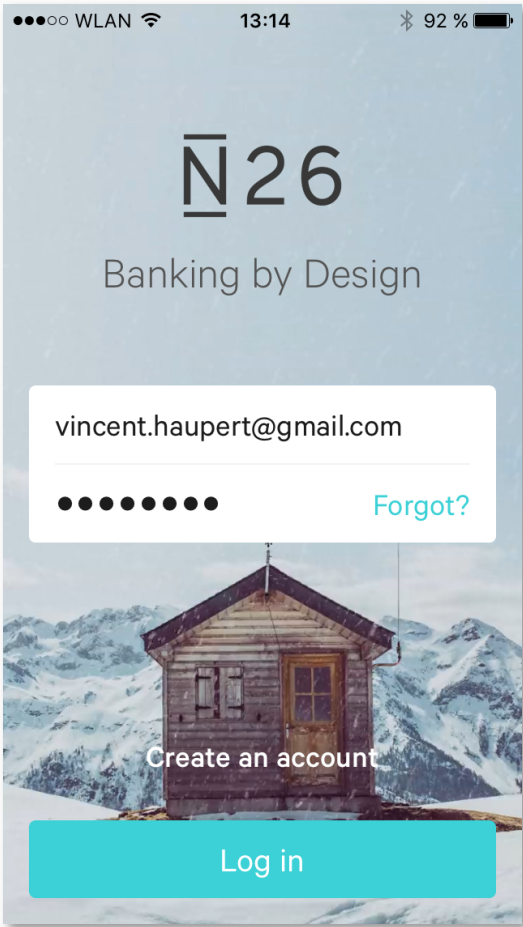 WLAN 13:14 92 %
N26
Banking by Design
vincent.haupert@gmail.com
●●●●●●●● Forgot?
Create an account
Log in